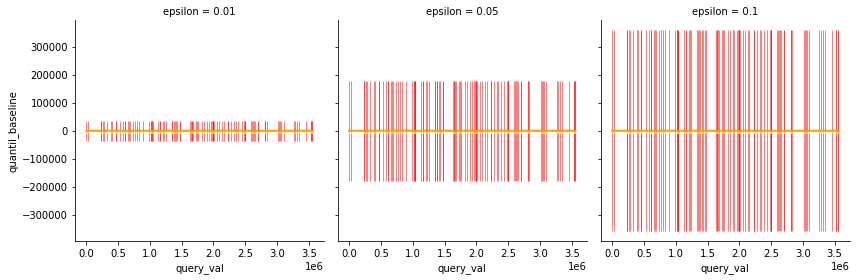 epsilon = 0.01
epsilon = 0.05
epsilon = 0.1
quantil_baseline
300000
200000
100000
0
−100000
−200000
−300000
0.0 0.5 1.0 1.5 2.0 2.5 3.0 3.5
1e6
query_val
0.0 0.5 1.0 1.5 2.0 2.5 3.0 3.5
1e6
query_val
0.0 0.5 1.0 1.5 2.0 2.5 3.0 3.5
1e6
query_val